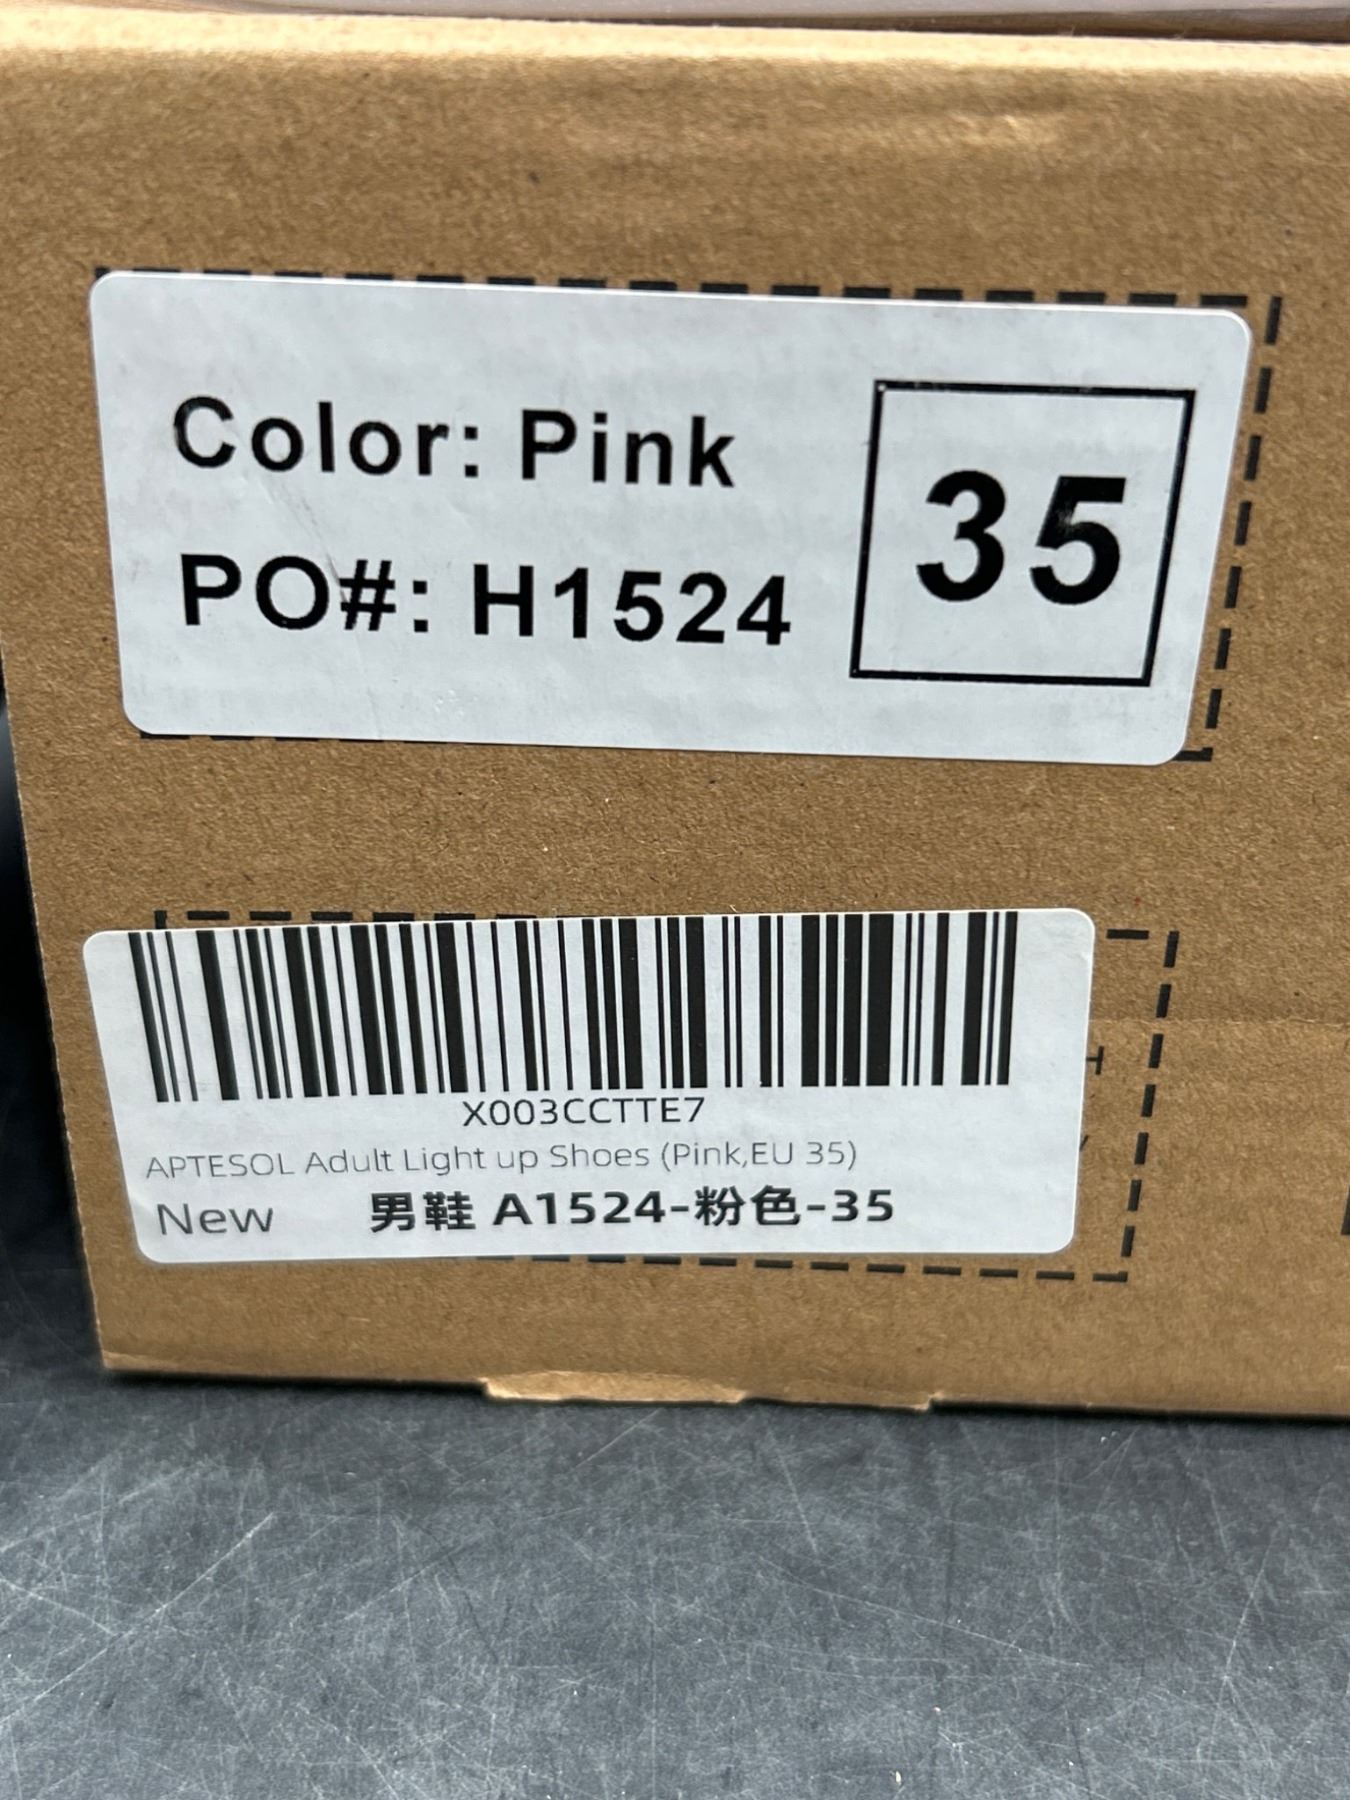 Color: Pink
PO#: H1524
35
X003CCTTE7
APTESOL Adult Light up Shoes (Pink,EU 35)
New 男鞋 A1524-粉色-35